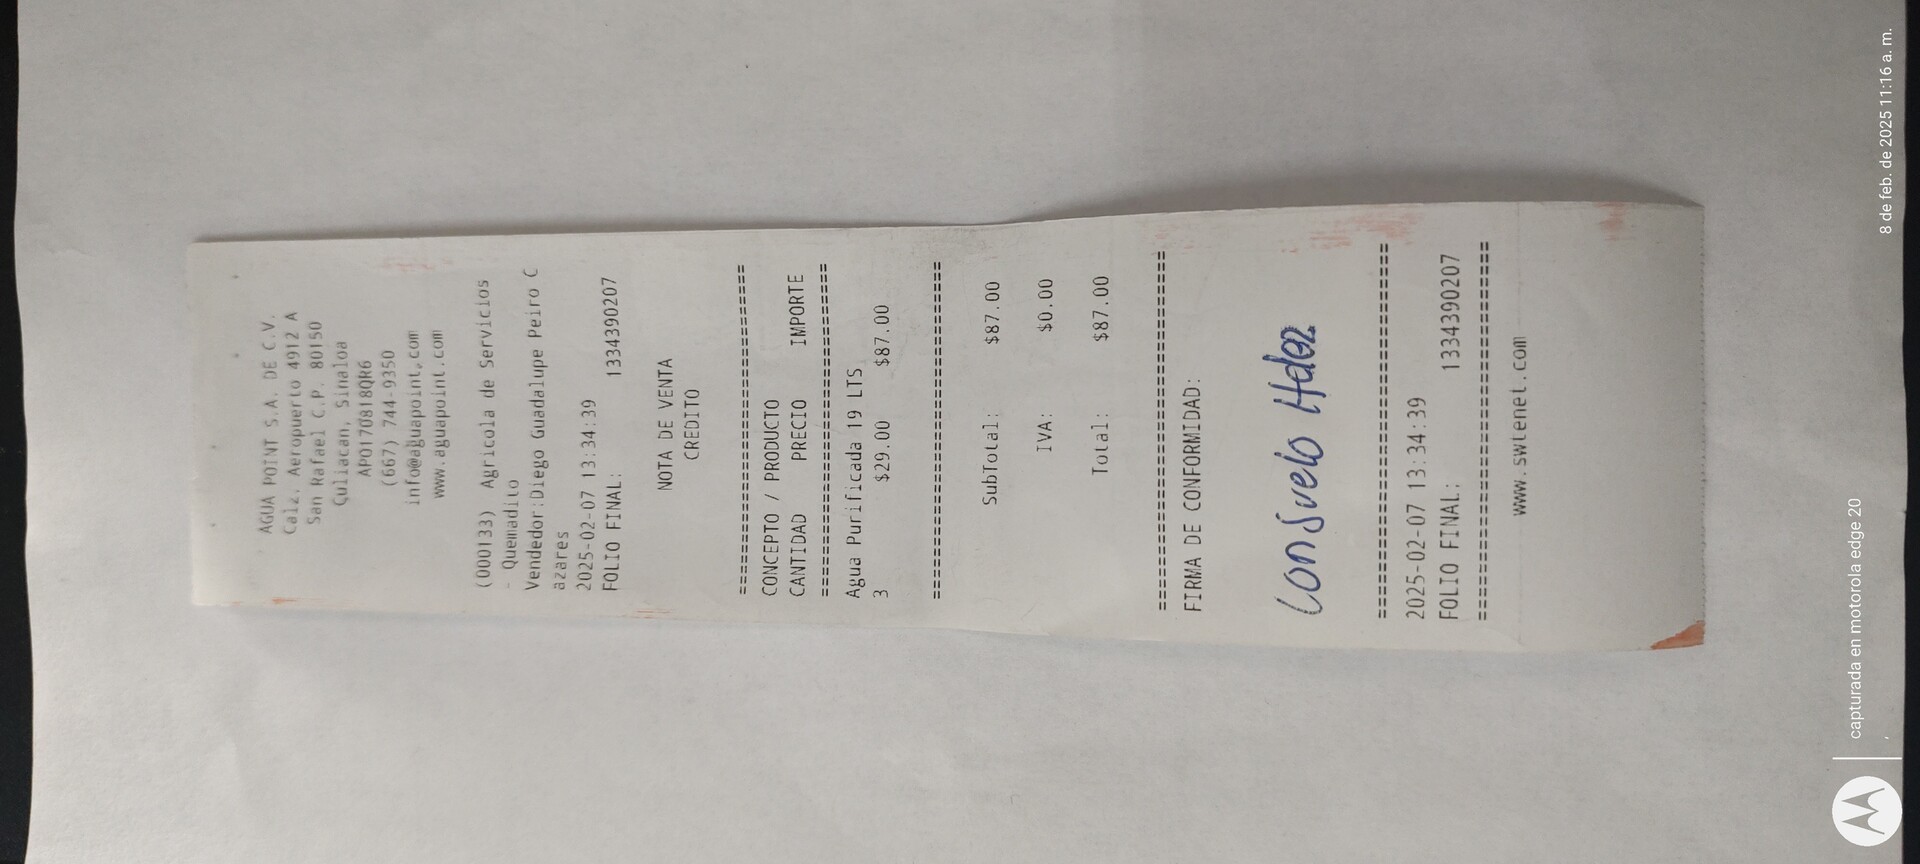 AGUA POINT S.A. DE C.V.
Calz. Aeropuerto 4912 A
San Rafael C.P. 80150
Culiacan, Sinaloa
APO170818QR6
(667) 744-9350
info@aguapoint.com
www.aguapoint.com
(000133) Agricola de Servicios
- Quemadito
Vendedor:Diego Guadalupe Peiro C
azares
2025-02-07 13:34:39
FOLIO FINAL: 1334390207
NOTA DE VENTA
CREDITO
================================
CONCEPTO / PRODUCTO
CANTIDAD PRECIO IMPORTE
================================
Agua Purificada 19 LTS
3 $29.00 $87.00
================================
SubTotal: $87.00
IVA: $0.00
Total: $87.00
================================
FIRMA DE CONFORMIDAD:
Consuelo Hdez
================================
2025-02-07 13:34:39
FOLIO FINAL: 1334390207
================================
www.swtenet.com
capturada en motorola edge 20
8 de feb. de 2025 11:16 a. m.